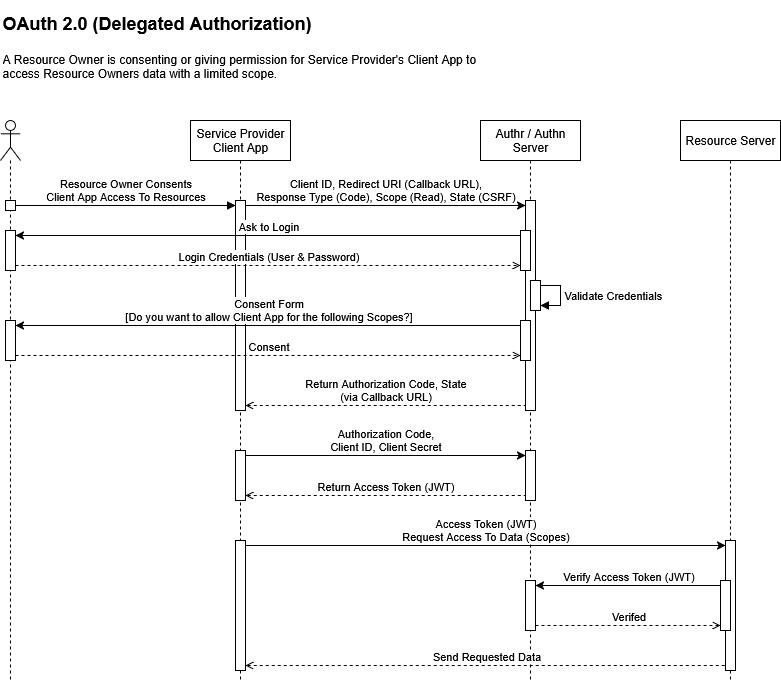 OAuth 2.0 (Delegated Authorization)
A Resource Owner is consenting or giving permission for Service Provider's Client App to
access Resource Owners data with a limited scope.
Service Provider
Client App
Authr / Authn
Server
Resource Server
Resource Owner Consents
Client App Access To Resources
Client ID, Redirect URI (Callback URL),
Response Type (Code), Scope (Read), State (CSRF)
Ask to Login
Login Credentials (User & Password)
Validate Credentials
Consent Form
[Do you want to allow Client App for the following Scopes?]
Consent
Return Authorization Code, State
(via Callback URL)
Authorization Code,
Client ID, Client Secret
Return Access Token (JWT)
Access Token (JWT)
Request Access To Data (Scopes)
Verify Access Token (JWT)
Verifed
Send Requested Data